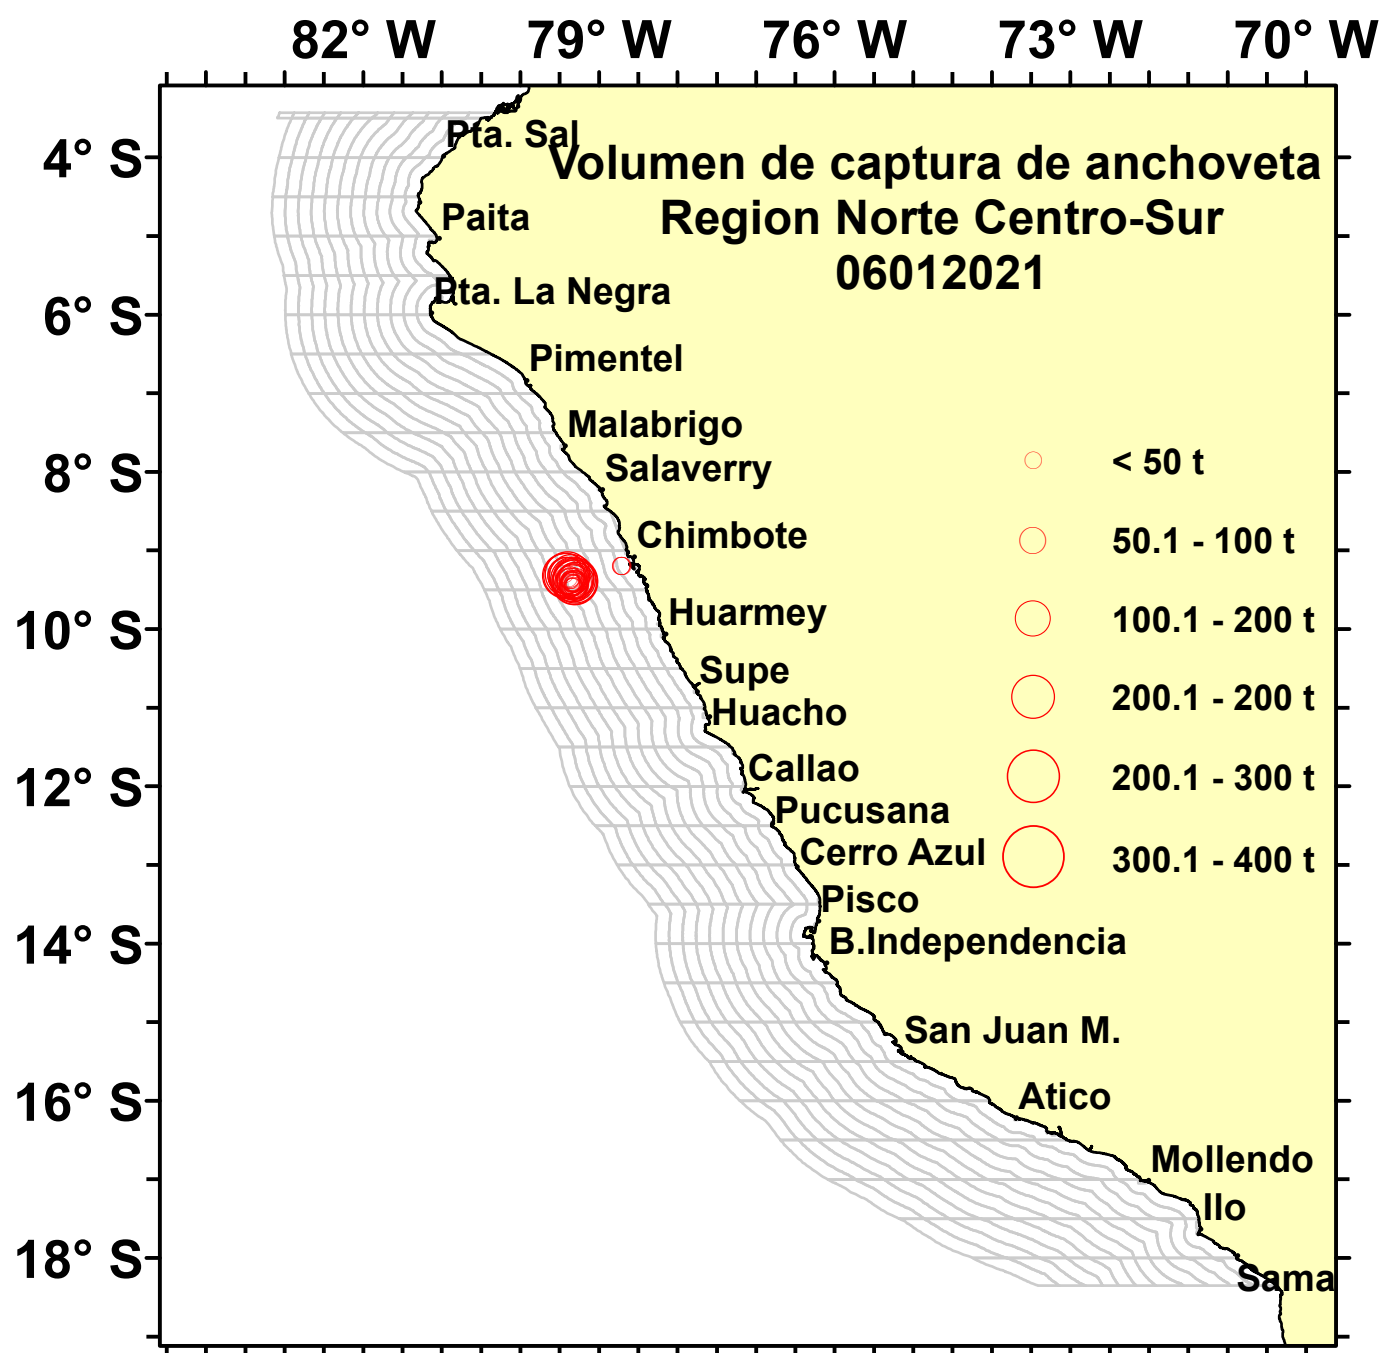 82° W 79° W 76° W 73° W 70° W
4° S
6° S
8° S
10° S
12° S
14° S
16° S
18° S
Volumen de captura de anchoveta
Region Norte Centro-Sur
06012021
Pta. Sal
Paita
Pta. La Negra
Pimentel
Malabrigo
Salaverry
Chimbote
Huarmey
Supe
Huacho
Callao
Pucusana
Cerro Azul
Pisco
B.Independencia
San Juan M.
Atico
Mollendo
Ilo
Sama
< 50 t
50.1 - 100 t
100.1 - 200 t
200.1 - 200 t
200.1 - 300 t
300.1 - 400 t